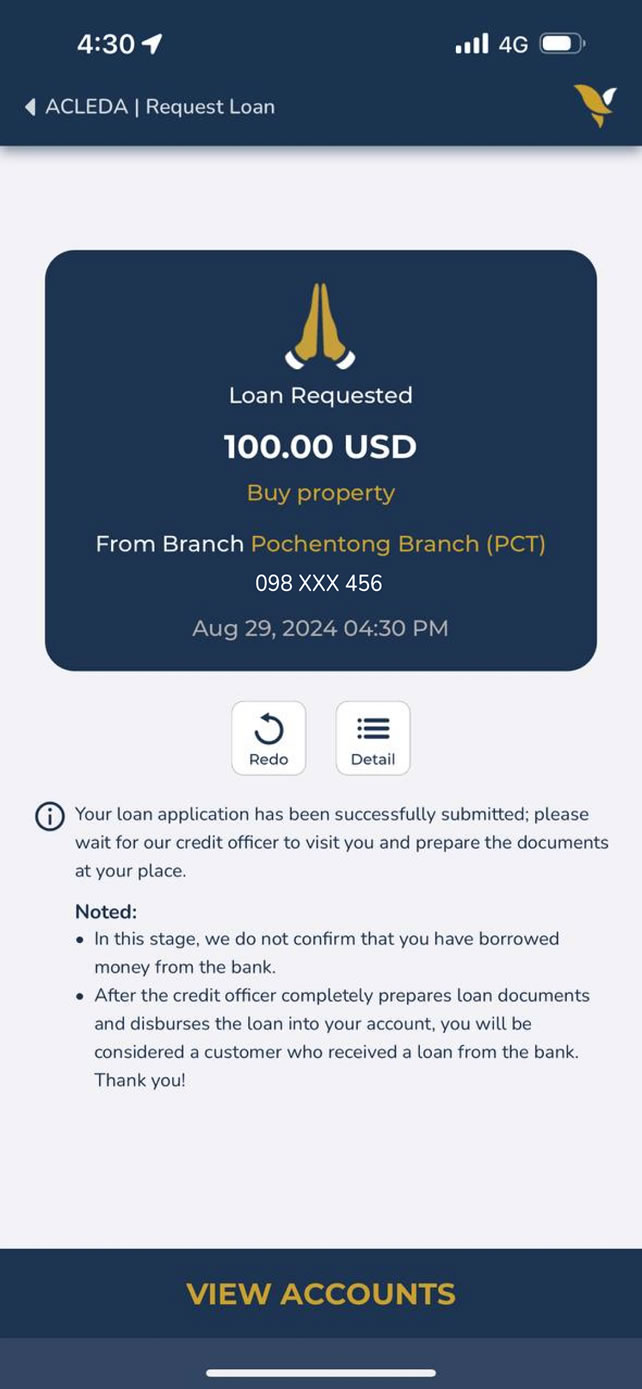 4:30 4G
ACLEDA | Request Loan
Loan Requested
100.00 USD
Buy property
From Branch Pochentong Branch (PCT)
098 XXX 456
Aug 29, 2024 04:30 PM
Redo Detail
Your loan application has been successfully submitted; please
wait for our credit officer to visit you and prepare the documents
at your place.
Noted:
• In this stage, we do not confirm that you have borrowed
money from the bank.
• After the credit officer completely prepares loan documents
and disburses the loan into your account, you will be
considered a customer who received a loan from the bank.
Thank you!
VIEW ACCOUNTS